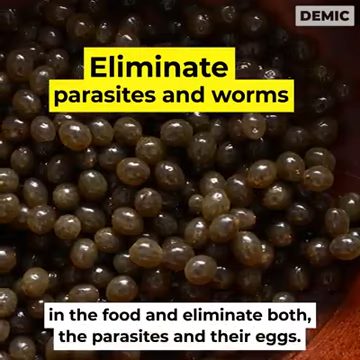 DEMIC
Eliminate
parasites and worms
in the food and eliminate both,
the parasites and their eggs.